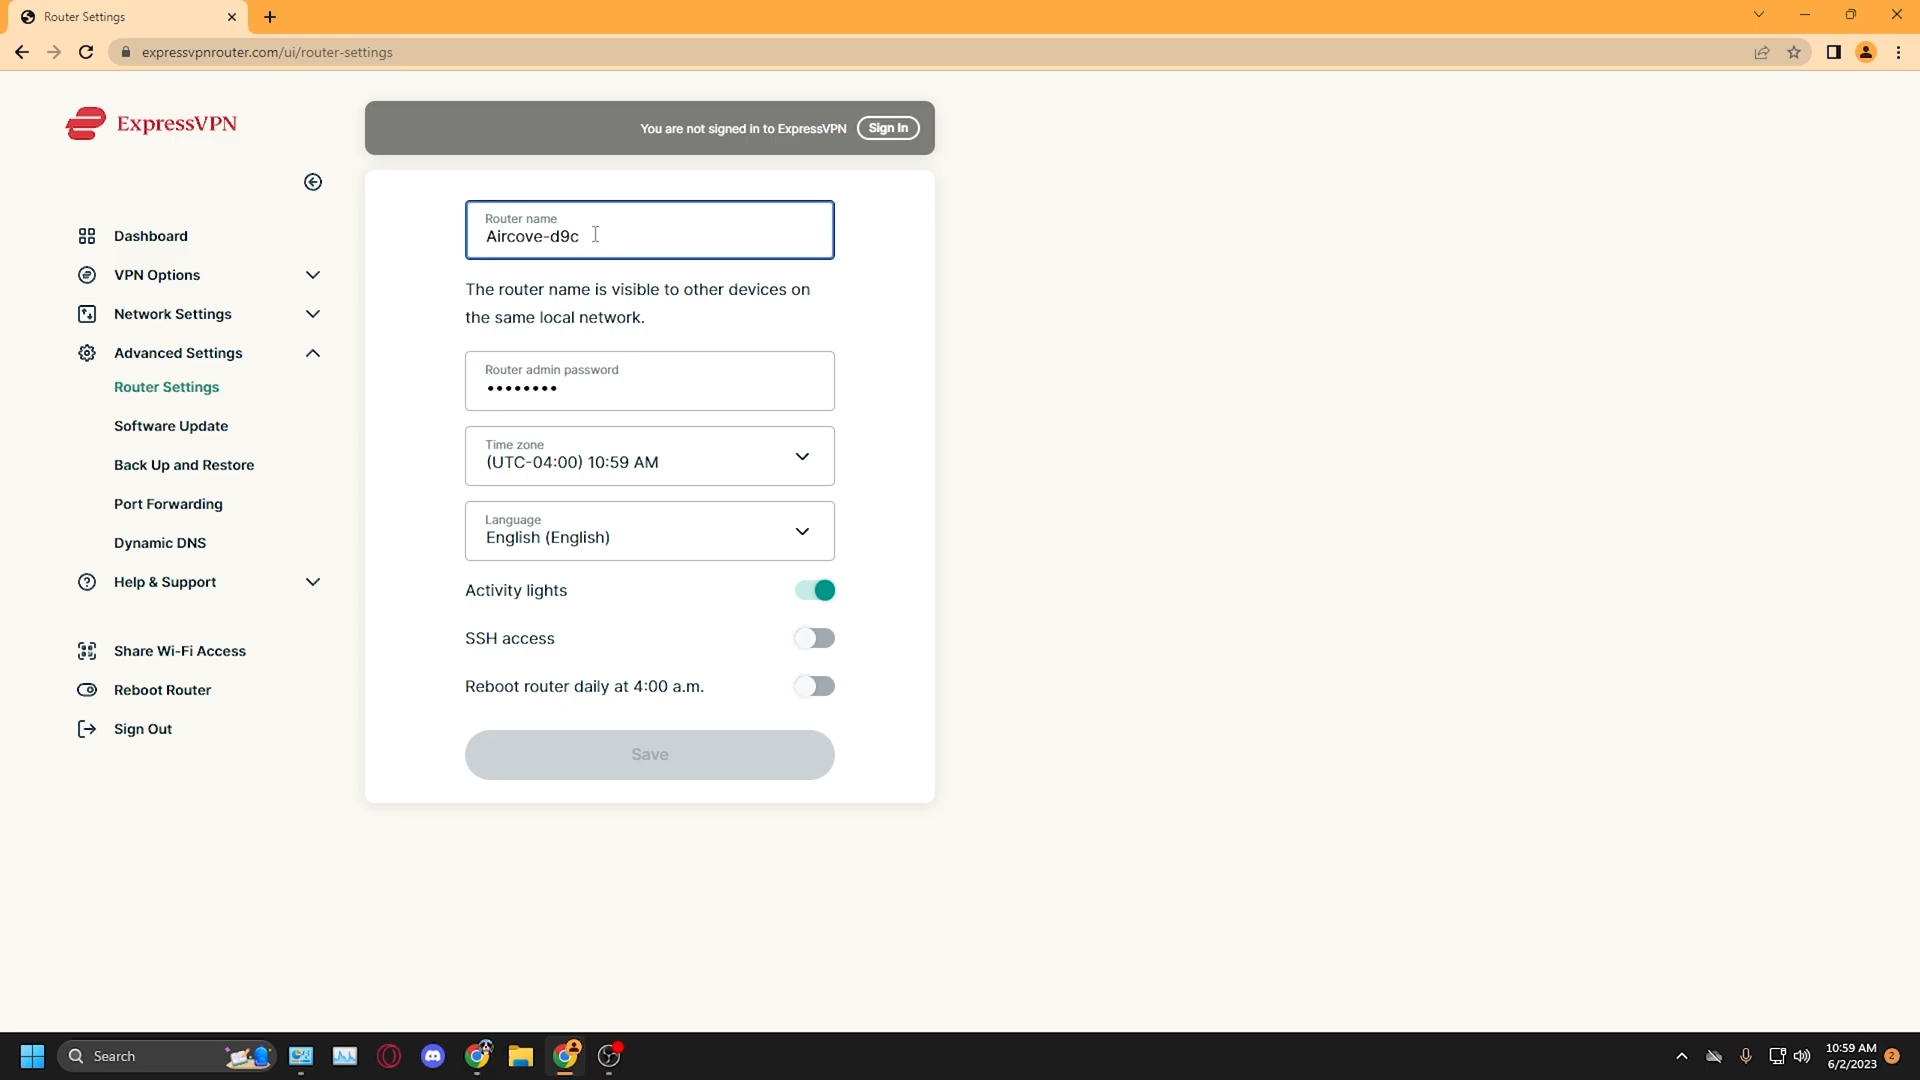 Router Settings
expressvpnrouter.com/ui/router-settings
ExpressVPN
You are not signed in to ExpressVPN
Sign In
Dashboard
VPN Options
Network Settings
Advanced Settings
Router Settings
Software Update
Back Up and Restore
Port Forwarding
Dynamic DNS
Help & Support
Share Wi-Fi Access
Reboot Router
Sign Out
Router name
Aircove-d9c
The router name is visible to other devices on
the same local network.
Router admin password
••••••••
Time zone
(UTC-04:00) 10:59 AM
Language
English (English)
Activity lights
SSH access
Reboot router daily at 4:00 a.m.
Save
Search
10:59 AM
6/2/2023
2